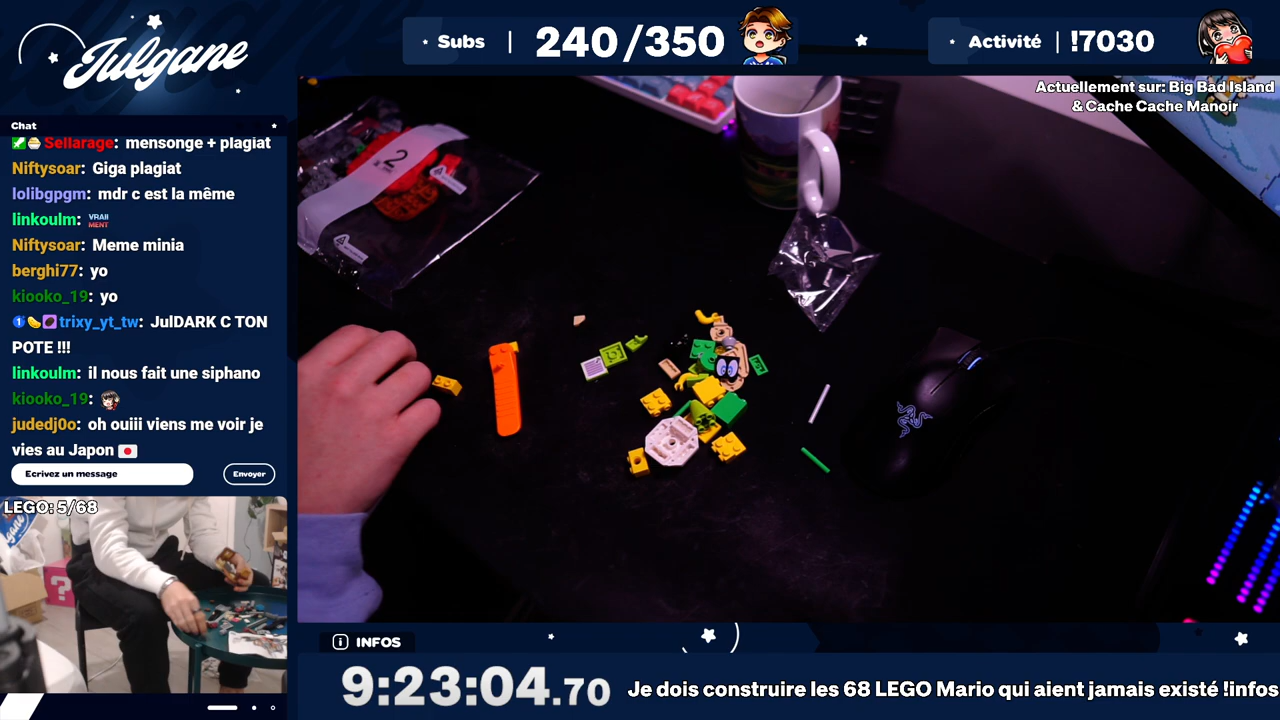 Julgane
Subs | 240/350
Activité | !7030
Actuellement sur: Big Bad Island
& Cache Cache Manoir
Chat
Sellarage: mensonge + plagiat
Niftysoar: Giga plagiat
lolibgpgm: mdr c est la même
linkoulm: VRAIMENT
Niftysoar: Meme minia
berghi77: yo
kiooko_19: yo
trixy_yt_tw: JulDARK C TON
POTE !!!
linkoulm: il nous fait une siphano
kiooko_19:
judedj0o: oh ouiii viens me voir je
vies au Japon
Ecrivez un message
Envoyer
2
LEGO: 5/68
?
INFOS
9:23:04.70
Je dois construire les 68 LEGO Mario qui aient jamais existé !infos